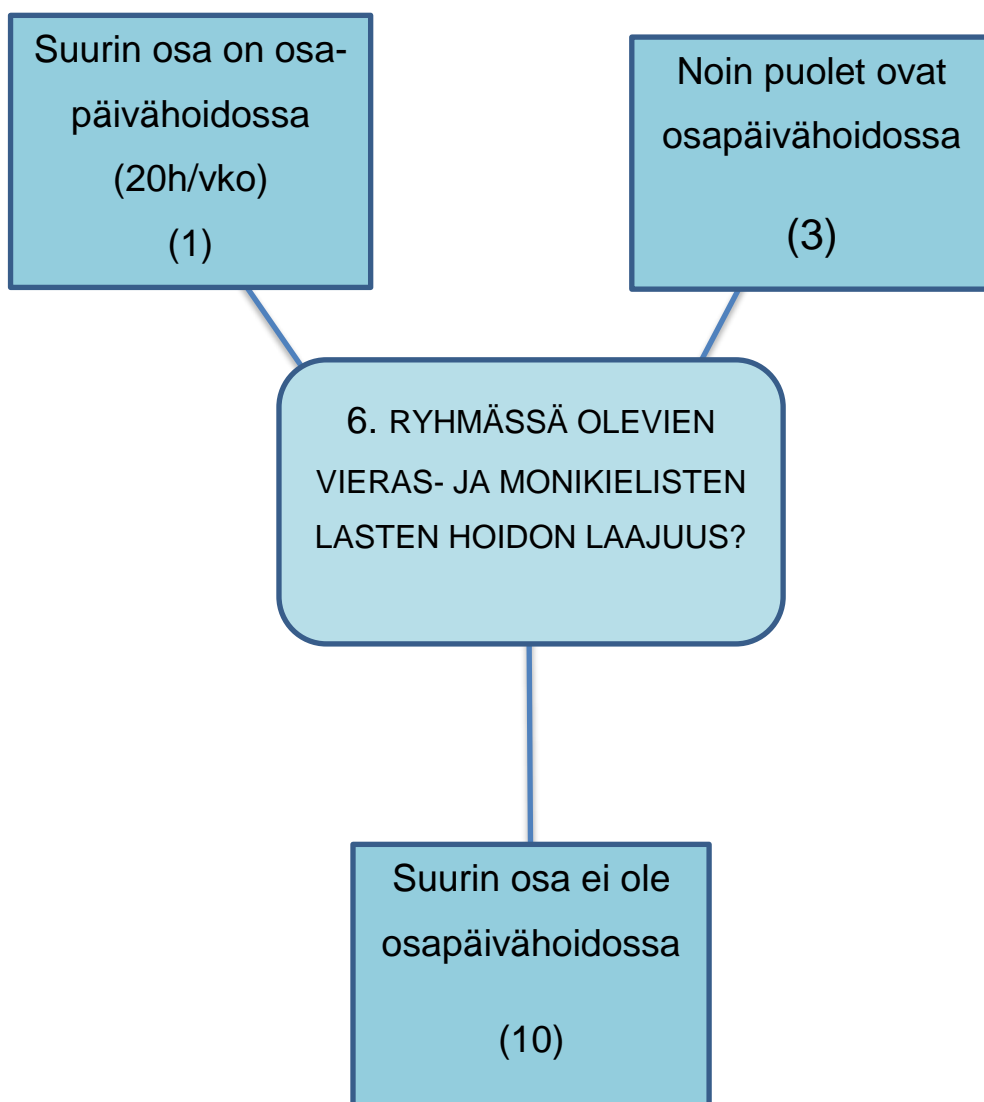 Suurin osa on osa-
päivähoidossa
(20h/vko)
(1)
Noin puolet ovat
osapäivähoidossa
(3)
6. RYHMÄSSÄ OLEVIEN
VIERAS- JA MONIKIELISTEN
LASTEN HOIDON LAAJUUS?
Suurin osa ei ole
osapäivähoidossa
(10)